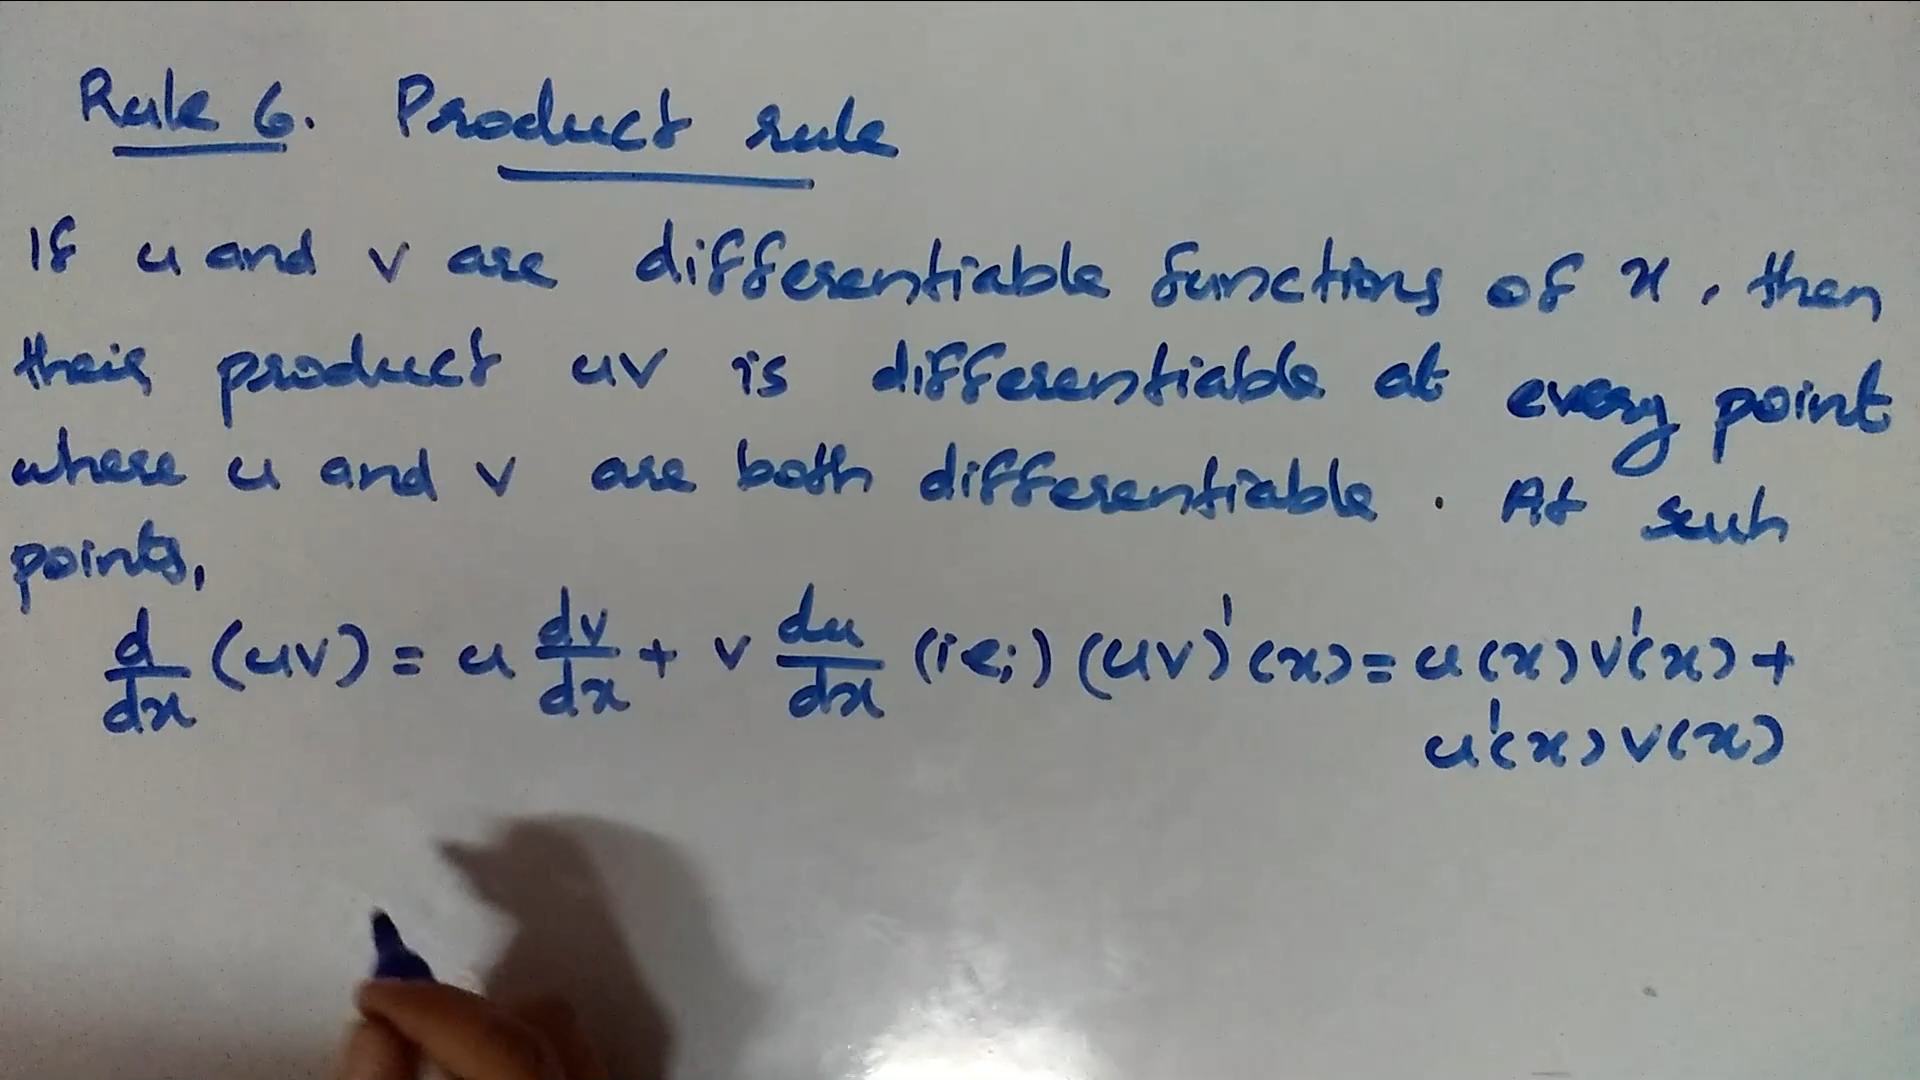 Rule 6. Product rule
If u and v are differentiable functions of x, then
their product uv is differentiable at every point
where u and v are both differentiable. At such
points,
d/dx (uv) = u dv/dx + v du/dx (ie;) (uv)'(x) = u(x)v'(x) +
u'(x)v(x)